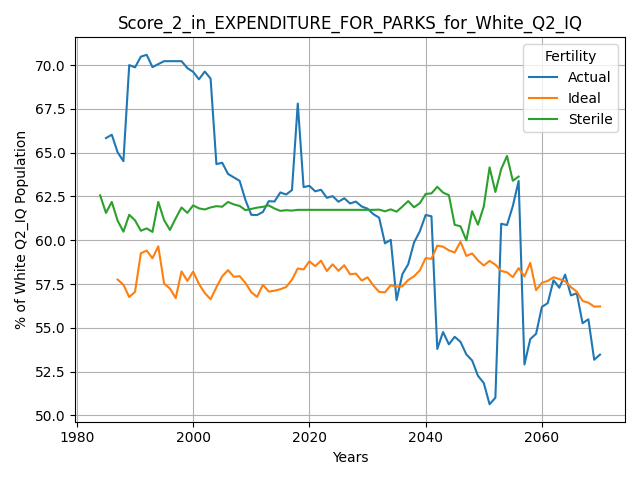 Score_2_in_EXPENDITURE_FOR_PARKS_for_White_Q2_IQ
% of White Q2_IQ Population
70.0
67.5
65.0
62.5
60.0
57.5
55.0
52.5
50.0
Fertility
Actual
Ideal
Sterile
1980
2000
2020
2040
2060
Years